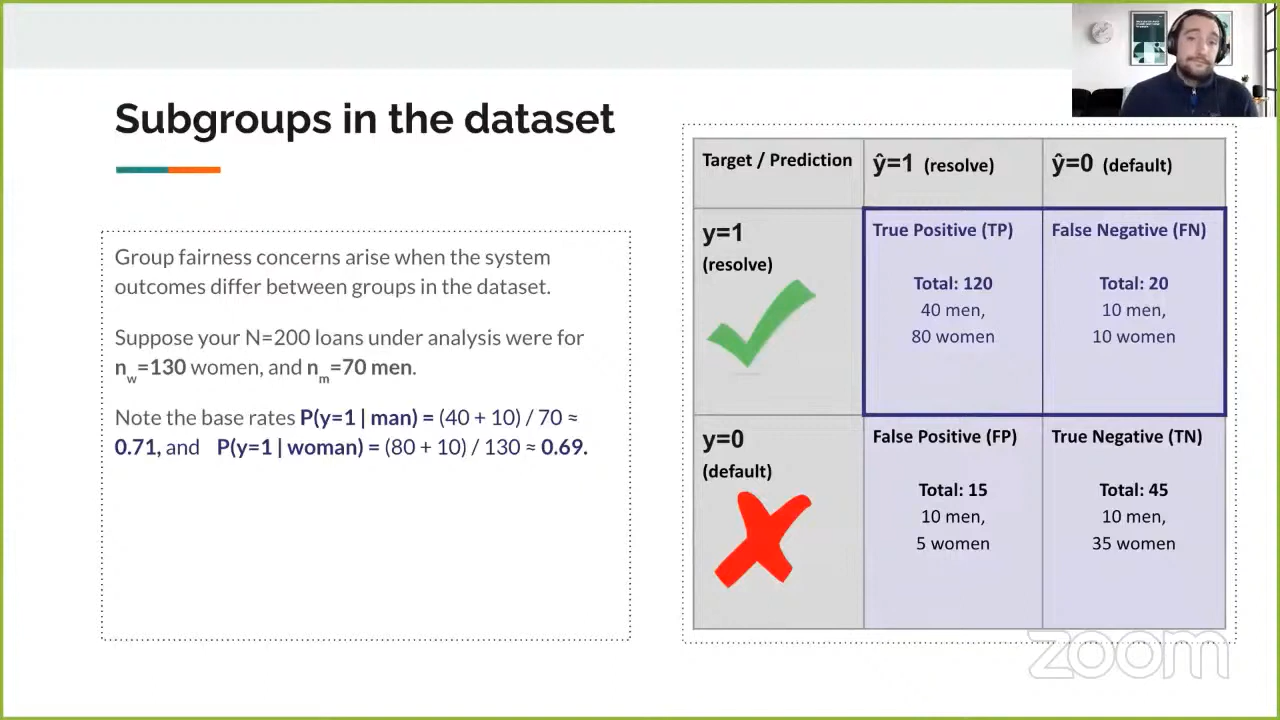 Subgroups in the dataset
Group fairness concerns arise when the system
outcomes differ between groups in the dataset.
Suppose your N=200 loans under analysis were for
nw=130 women, and nm=70 men.
Note the base rates P(y=1 | man) = (40 + 10) / 70 ≈
0.71, and P(y=1 | woman) = (80 + 10) / 130 ≈ 0.69.
Target / Prediction
ŷ=1 (resolve)
ŷ=0 (default)
y=1
(resolve)
True Positive (TP)
Total: 120
40 men,
80 women
False Negative (FN)
Total: 20
10 men,
10 women
y=0
(default)
False Positive (FP)
Total: 15
10 men,
5 women
True Negative (TN)
Total: 45
10 men,
35 women
zoom